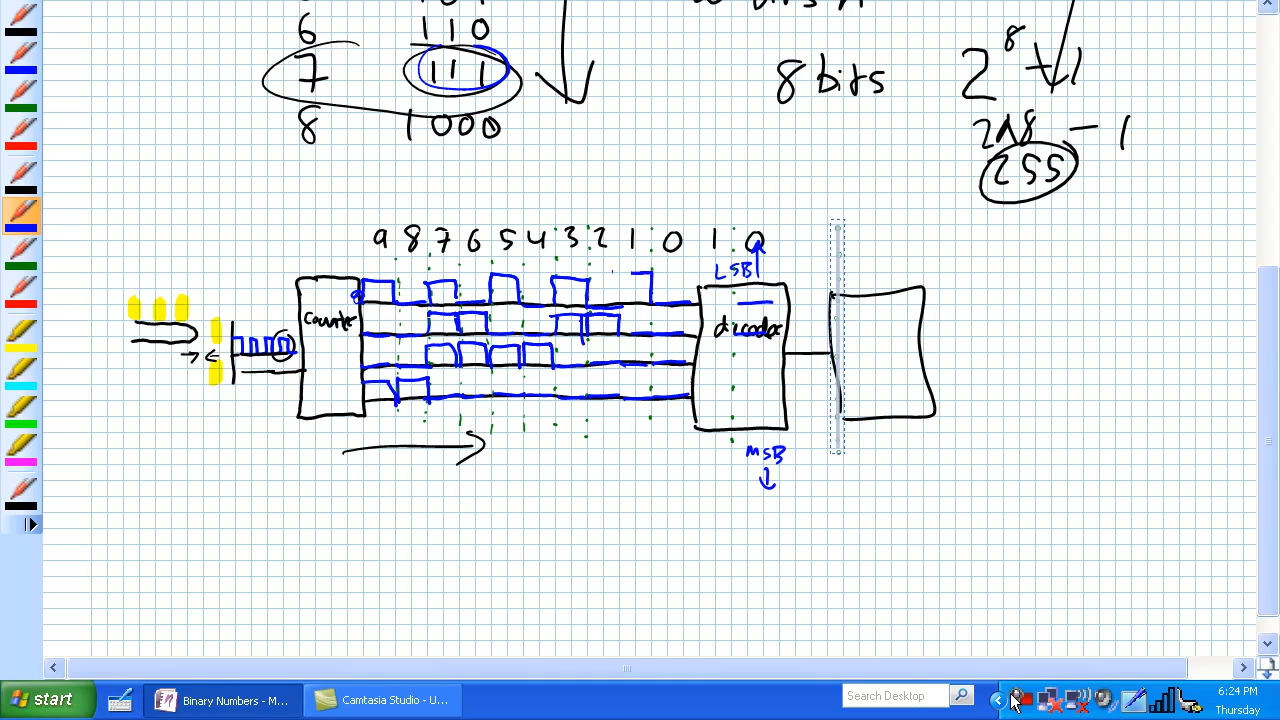 6 110
7 111
8 1000
8 bits 2^8 - 1
2^8 - 1
255
9 8 7 6 5 4 3 2 1 0 1 0
LSB
counter
decoder
MSB
start
Binary Numbers - M...
Camtasia Studio - U...
Search Desktop
6:24 PM
Thursday